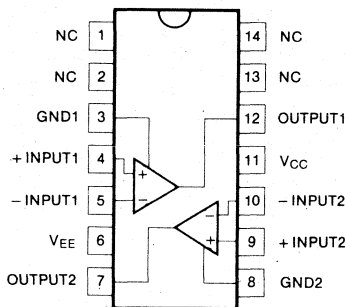 NC 1 14 NC
NC 2 13 NC
GND1 3 12 OUTPUT1
+INPUT1 4 11 VCC
-INPUT1 5 10 -INPUT2
VEE 6 9 +INPUT2
OUTPUT2 7 8 GND2
+
-
-
+